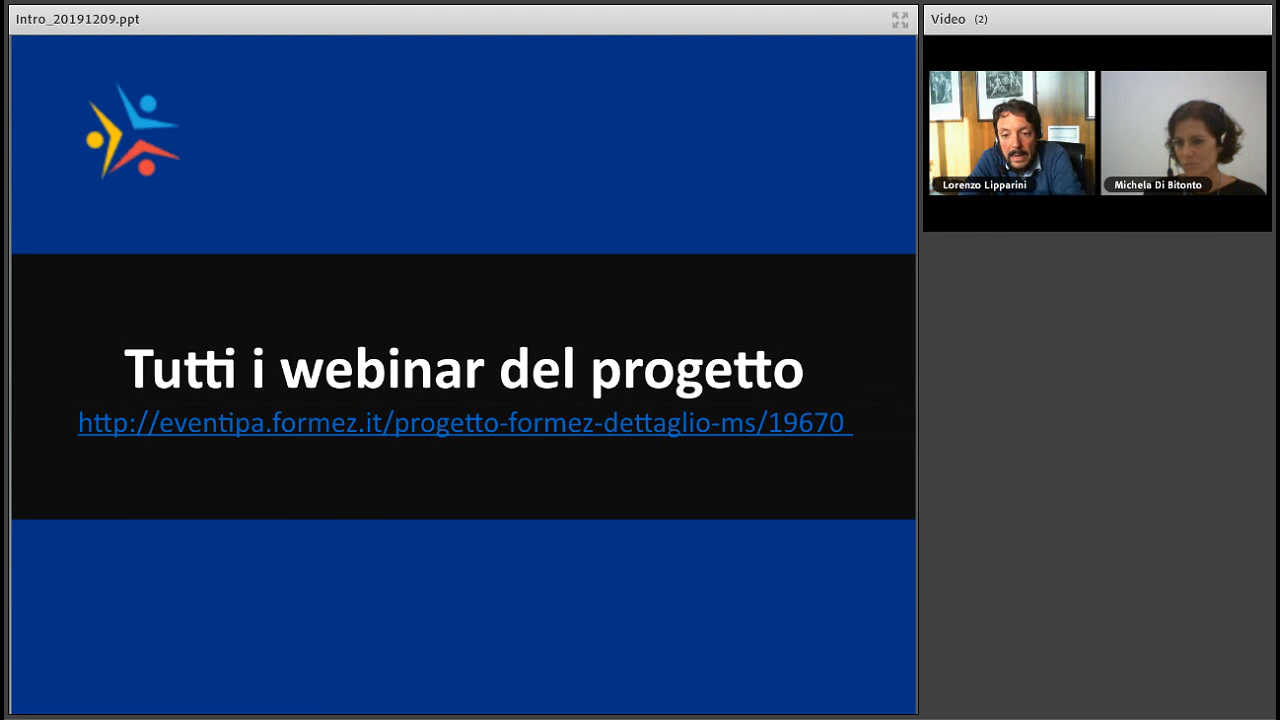 Intro_20191209.ppt
Video (2)
Lorenzo Lipparini
Michela Di Bitonto
Tutti i webinar del progetto
http://eventipa.formez.it/progetto-formez-dettaglio-ms/19670